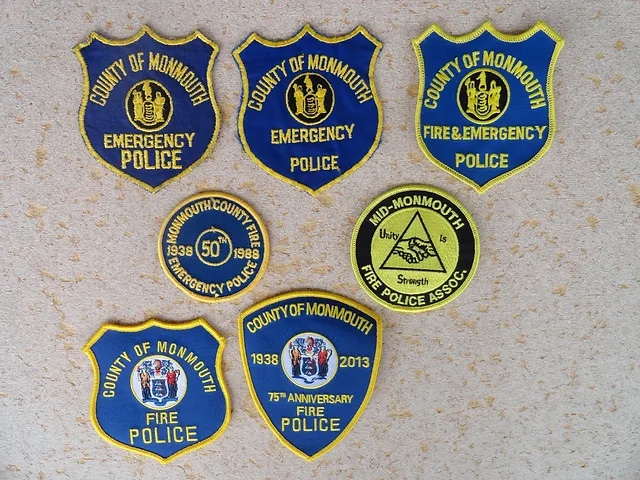 COUNTY OF MONMOUTH
EMERGENCY
POLICE
COUNTY OF MONMOUTH
EMERGENCY
POLICE
COUNTY OF MONMOUTH
FIRE & EMERGENCY
POLICE
MONMOUTH COUNTY FIRE
1938 50TH 1988
EMERGENCY POLICE
MID-MONMOUTH
Unity Is
Strength
FIRE POLICE ASSOC.
COUNTY OF MONMOUTH
FIRE
POLICE
COUNTY OF MONMOUTH
1938 2013
75TH ANNIVERSARY
FIRE
POLICE